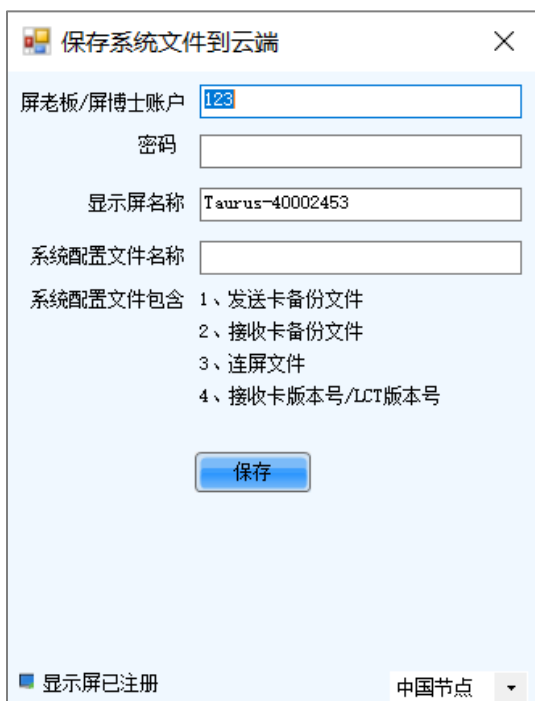 保存系统文件到云端
屏老板/屏博士账户 123
密码
显示屏名称 Taurus-40002453
系统配置文件名称
系统配置文件包含 1、发送卡备份文件
2、接收卡备份文件
3、连屏文件
4、接收卡版本号/LCT版本号
保存
显示屏已注册 中国节点